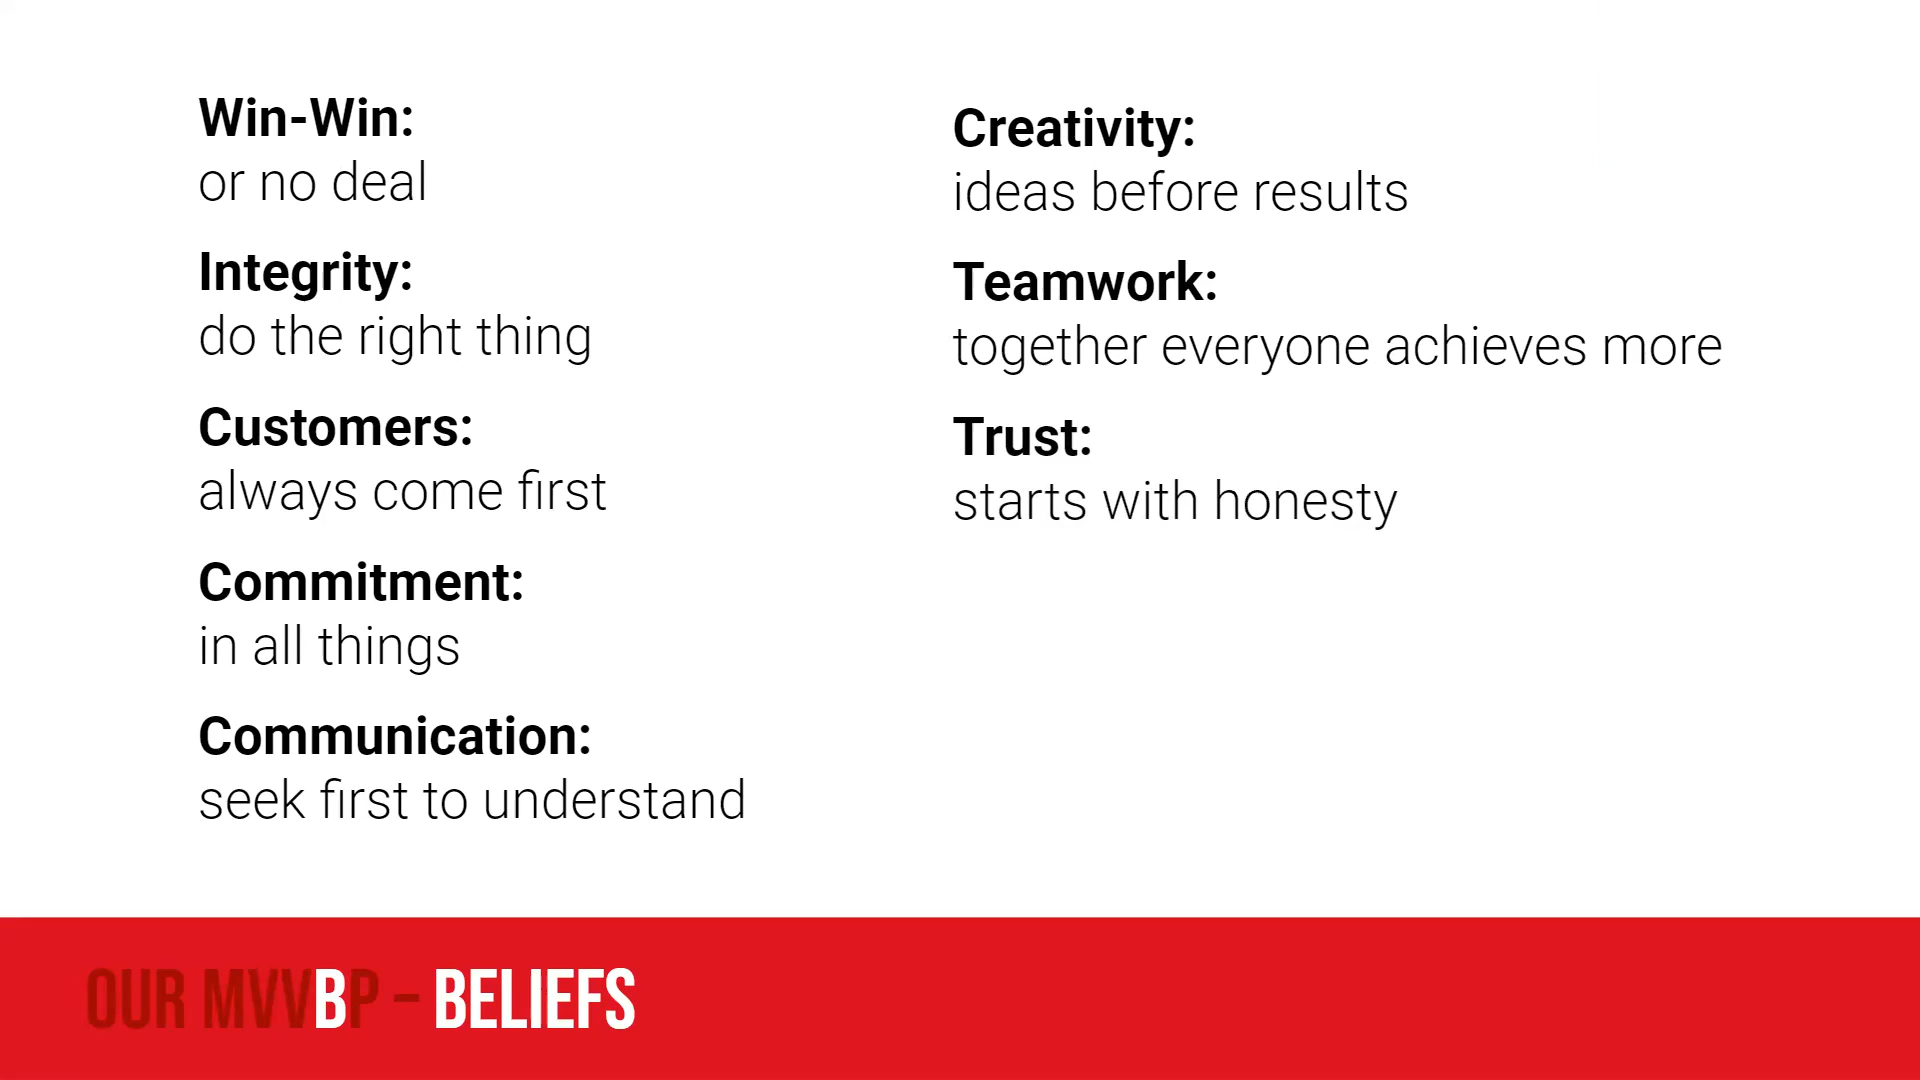 Win-Win:
or no deal
Integrity:
do the right thing
Customers:
always come first
Commitment:
in all things
Communication:
seek first to understand
Creativity:
ideas before results
Teamwork:
together everyone achieves more
Trust:
starts with honesty
OUR MVVBP – BELIEFS